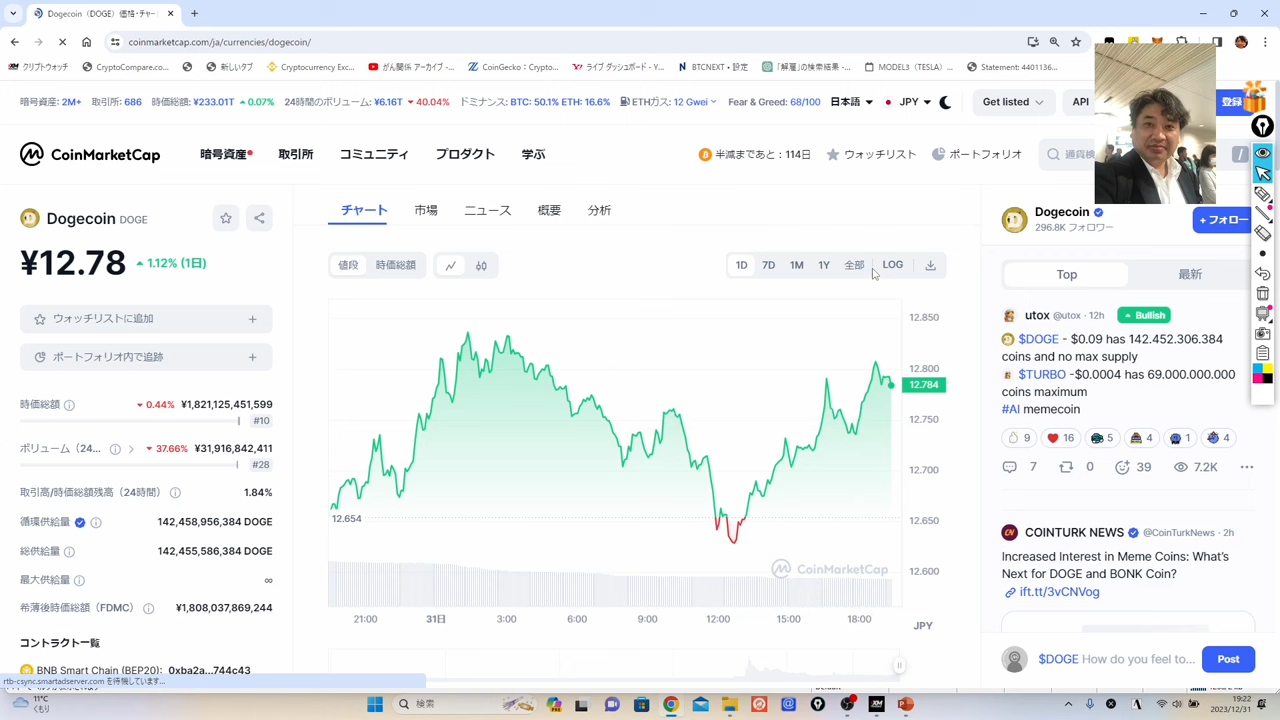 Dogecoin（DOGE）価格・チャート
coinmarketcap.com/ja/currencies/dogecoin/
クリプトウォッチ CryptoCompare.co... 新しいタブ Cryptocurrency Exc... がん関係 アーカイブ -... CoinGecko：Crypto... ライブ ダッシュボード - Y... BTCNEXT • 設定 「解雇」の検索結果 -... MODEL3（TESLA）... Statement: 4401136...
暗号資産: 2M+ 取引所: 686 時価総額: ¥233.01T 0.07% 24時間のボリューム: ¥6.16T 40.04% ドミナンス: BTC: 50.1% ETH: 16.6% ETHガス: 12 Gwei Fear & Greed: 68/100 日本語 JPY Get listed API 登録
CoinMarketCap 暗号資産 取引所 コミュニティ プロダクト 学ぶ 半減まであと：114日 ウォッチリスト ポートフォリオ 通貨検 /
Dogecoin DOGE
¥12.78 1.12% (1日)
ウォッチリストに追加 +
ポートフォリオ内で追跡 +
時価総額 0.44% ¥1,821,125,451,599
#10
ボリューム（24... 37.66% ¥31,916,842,411
#28
取引高/時価総額残高（24時間） 1.84%
循環供給量 142,458,956,384 DOGE
総供給量 142,455,586,384 DOGE
最大供給量 ∞
希薄後時価総額（FDMC） ¥1,808,037,869,244
コントラクト一覧
BNB Smart Chain (BEP20): 0xba2a...744c43
rtb-csync.smartadserver.com を待機しています...
チャート 市場 ニュース 概要 分析
値段 時価総額 1D 7D 1M 1Y 全部 LOG
12.850
12.800
12.784
12.750
12.700
12.654
12.650
12.600
CoinMarketCap
21:00 31日 3:00 6:00 9:00 12:00 15:00 18:00 JPY
Dogecoin + フォロー
296.8K フォロワー
Top 最新
utox @utox · 12h Bullish
$DOGE - $0.09 has 142.452.306.384
coins and no max supply
$TURBO -$0.0004 has 69.000.000.000
coins maximum
#AI memecoin
9 16 5 4 1 4
7 0 39 7.2K
COINTURK NEWS @CoinTurkNews · 2h
Increased Interest in Meme Coins: What's
Next for DOGE and BONK Coin?
ift.tt/3vCNVog
$DOGE How do you feel to... Post
11°C
くもり
検索
19:22
2023/12/31